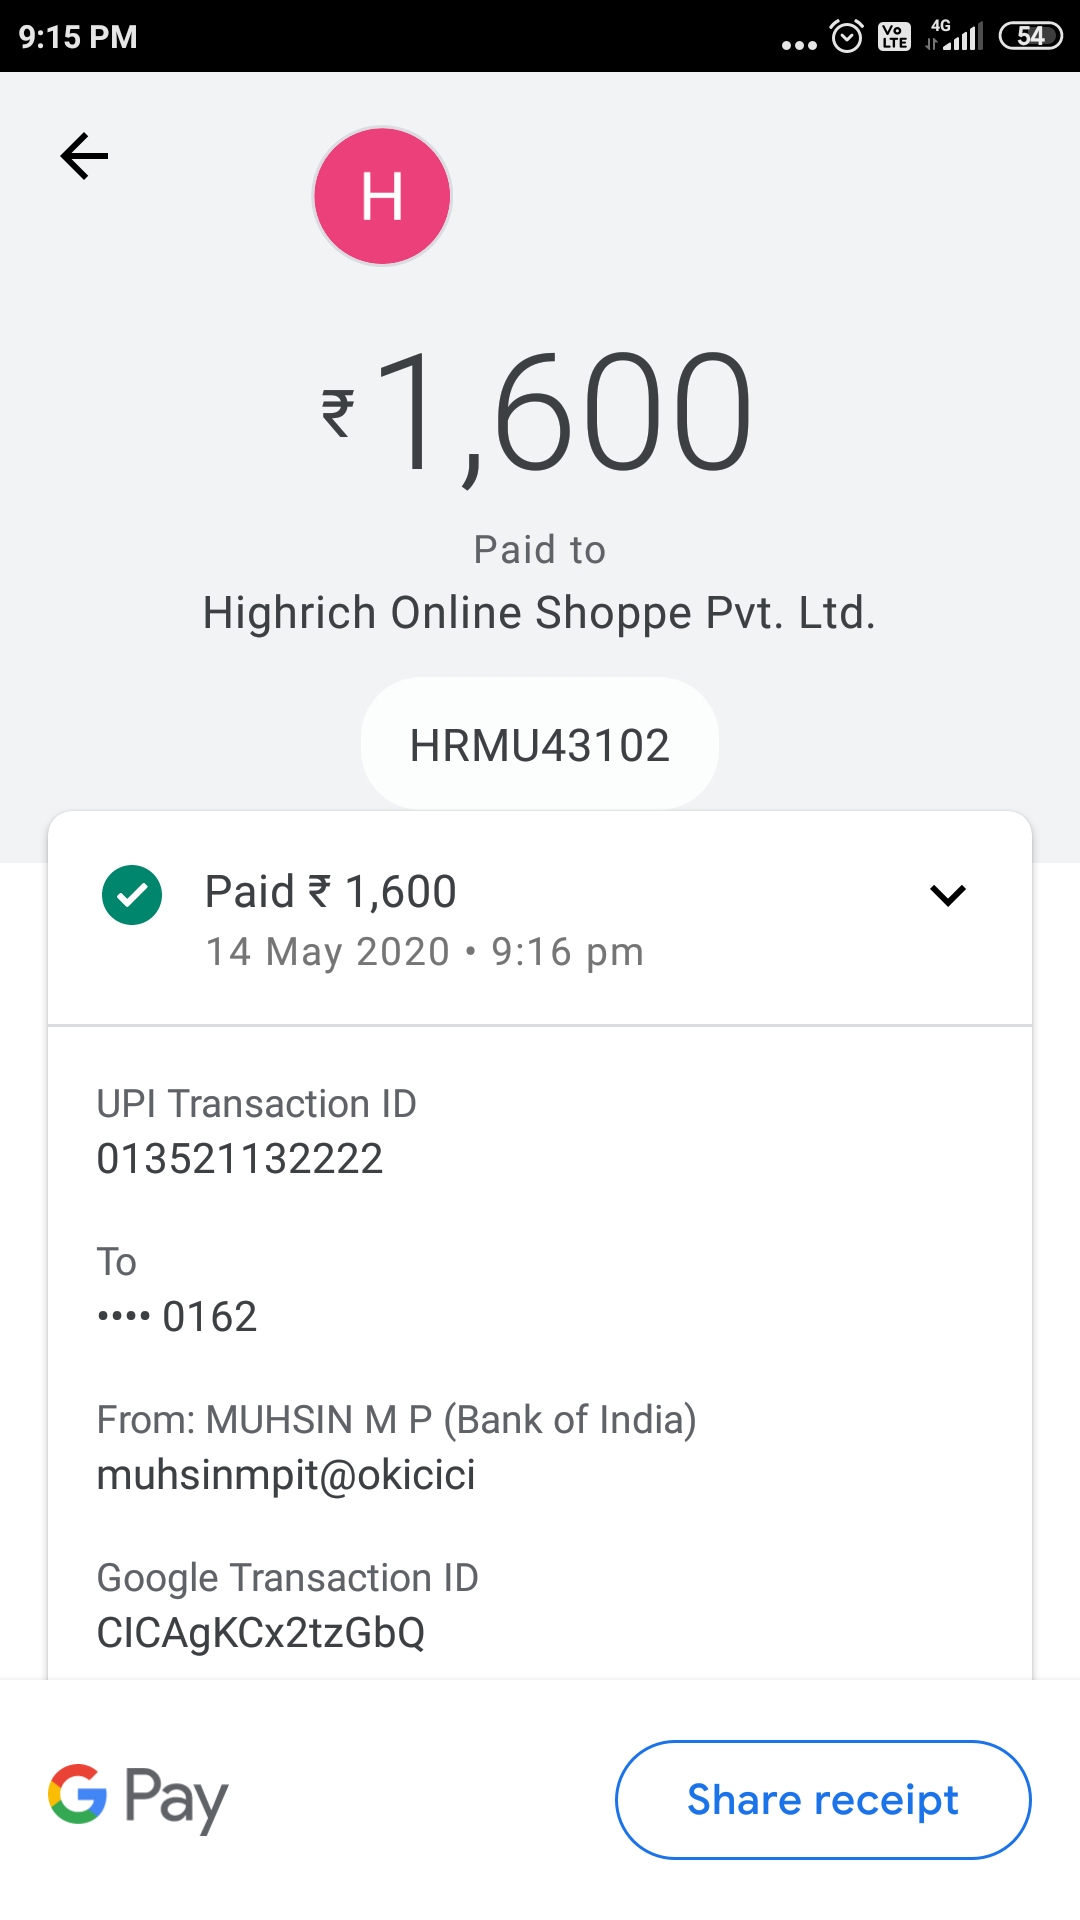 9:15 PM
Vo LTE 4G 54
H
₹1,600
Paid to
Highrich Online Shoppe Pvt. Ltd.
HRMU43102
Paid ₹ 1,600
14 May 2020 • 9:16 pm
UPI Transaction ID
013521132222
To
•••• 0162
From: MUHSIN M P (Bank of India)
muhsinmpit@okicici
Google Transaction ID
CICAgKCx2tzGbQ
G Pay
Share receipt